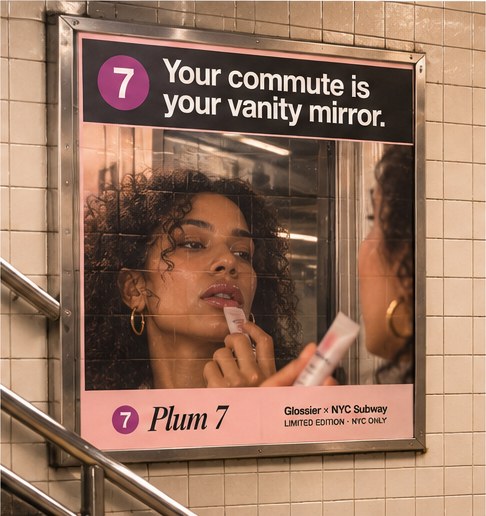 7
Your commute is
your vanity mirror.
7 Plum 7
Glossier × NYC Subway
LIMITED EDITION · NYC ONLY